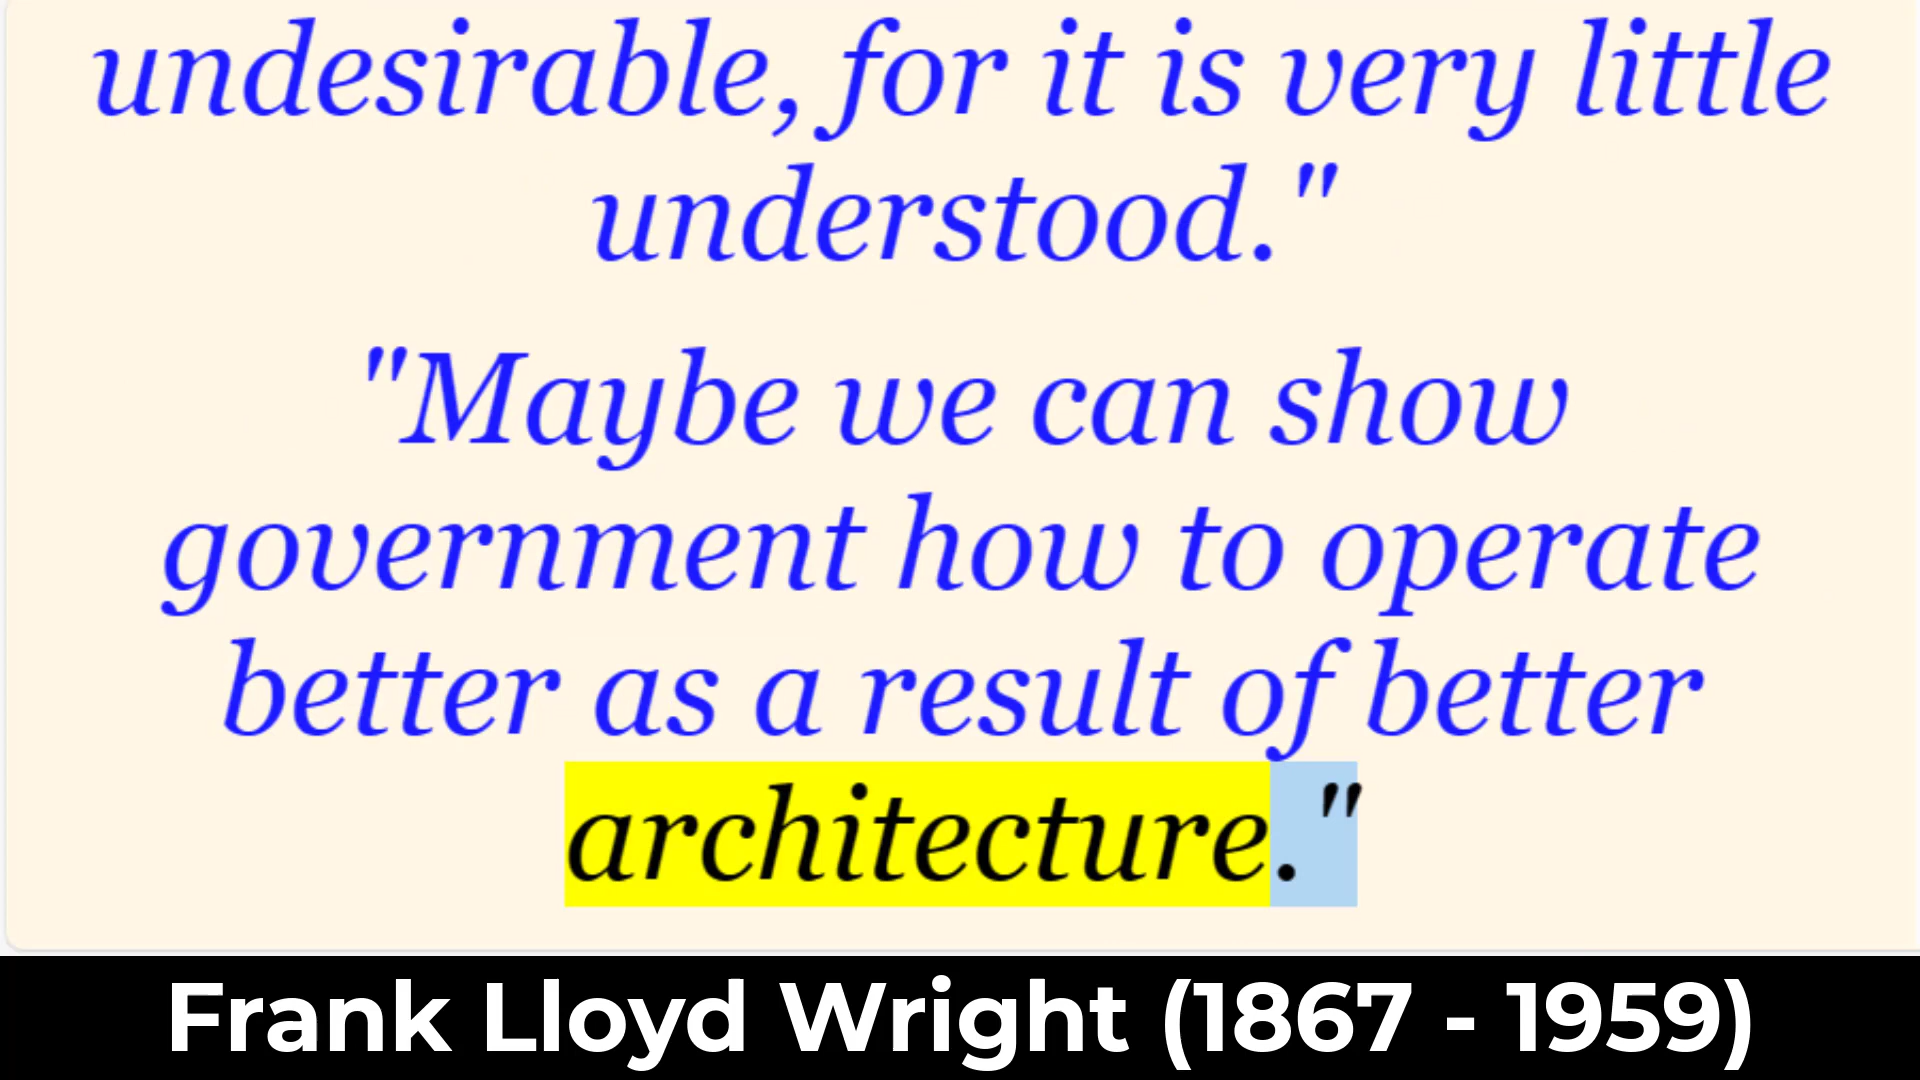 undesirable, for it is very little
understood."
"Maybe we can show
government how to operate
better as a result of better
architecture."
Frank Lloyd Wright (1867 - 1959)